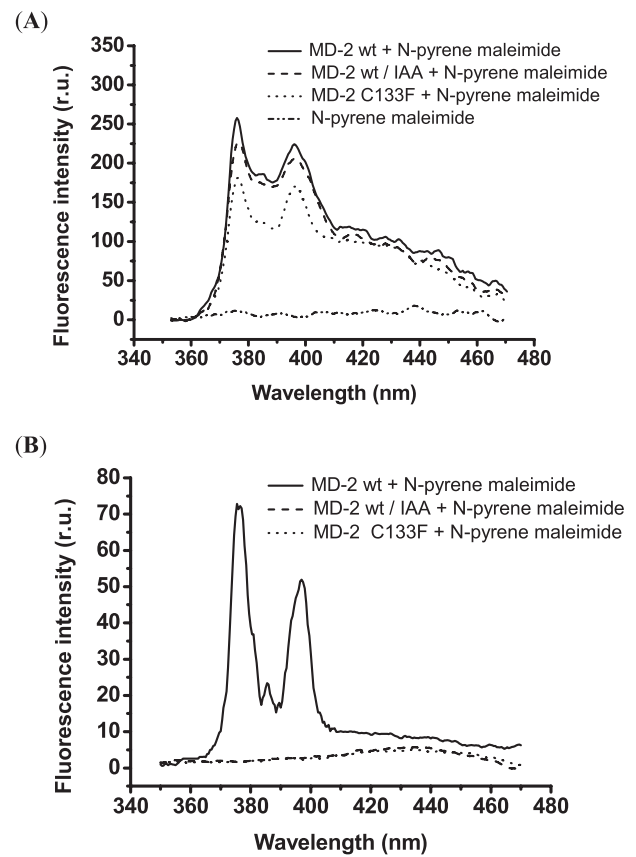 (A)
350
300
250
200
150
100
50
0
Fluorescence intensity (r.u.)
MD-2 wt + N-pyrene maleimide
MD-2 wt / IAA + N-pyrene maleimide
MD-2 C133F + N-pyrene maleimide
N-pyrene maleimide
340 360 380 400 420 440 460 480
Wavelength (nm)
(B)
80
70
60
50
40
30
20
10
0
Fluorescence intensity (r.u.)
MD-2 wt + N-pyrene maleimide
MD-2 wt / IAA + N-pyrene maleimide
MD-2 C133F + N-pyrene maleimide
340 360 380 400 420 440 460 480
Wavelength (nm)